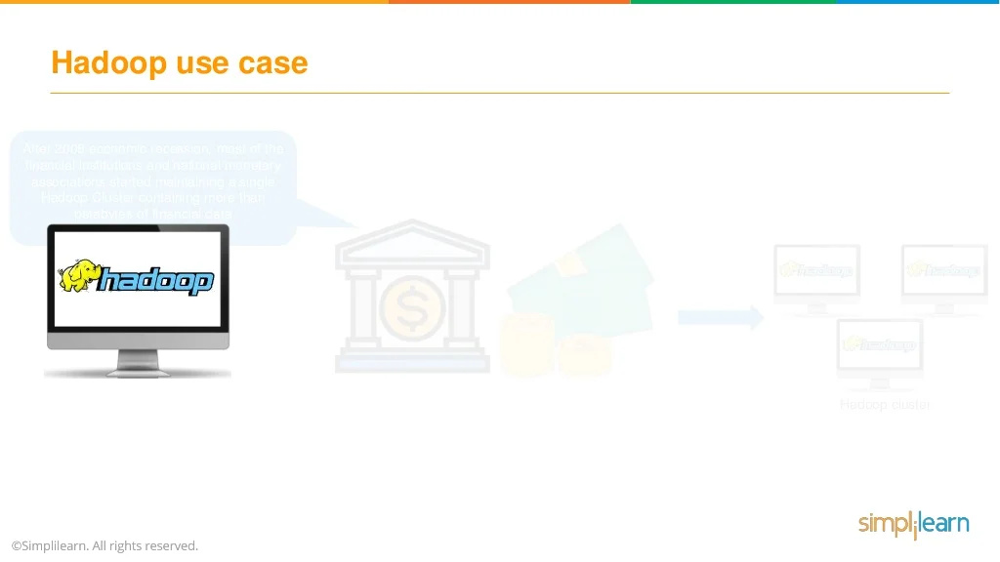 Hadoop use case
After 2008 economic recession, most of the
financial institutions and national monetary
associations started maintaining a single
Hadoop Cluster containing more than
petabytes of financial data
hadoop
hadoop
hadoop
hadoop
Hadoop cluster
©Simplilearn. All rights reserved.
simplilearn